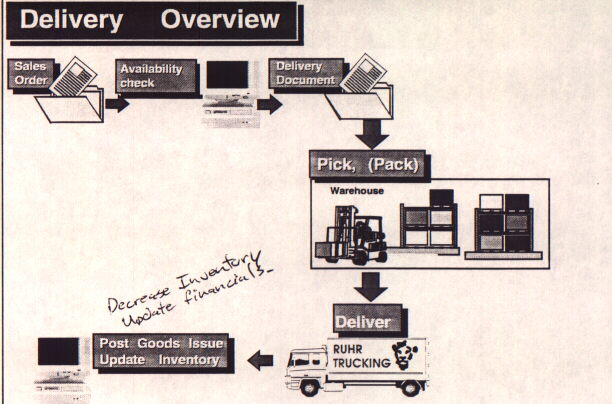 Delivery Overview
Sales
Order
Availability
check
Delivery
Document
Pick, (Pack)
Warehouse
Decrease Inventory
Update financials
Deliver
Post Goods Issue
Update Inventory
RUHR
TRUCKING